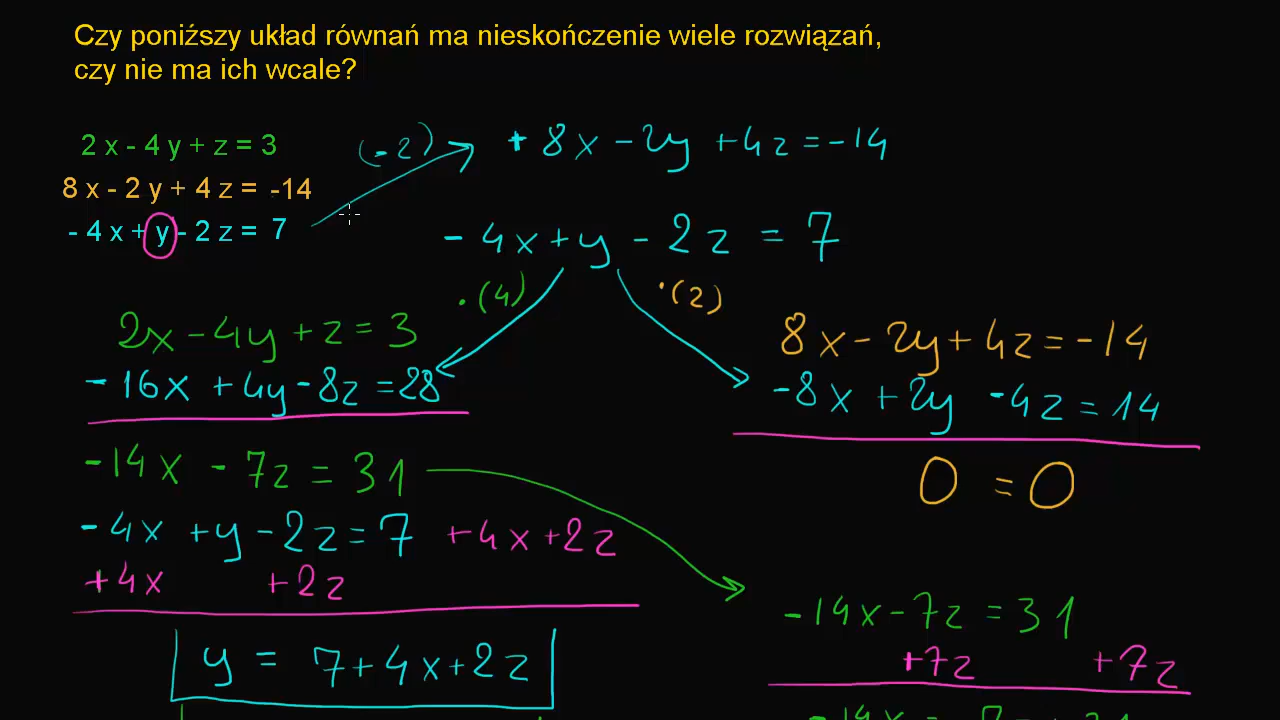 Czy poniższy układ równań ma nieskończenie wiele rozwiązań,
czy nie ma ich wcale?
2 x - 4 y + z = 3
8 x - 2 y + 4 z = -14
- 4 x + y - 2 z = 7
(-2)
+ 8x - 2y + 4z = -14
- 4x + y - 2z = 7
· (4)
· (2)
2x - 4y + z = 3
- 16x + 4y - 8z = 28
-14x - 7z = 31
-4x + y - 2z = 7 + 4x + 2z
+4x + 2z
y = 7 + 4x + 2z
8x - 2y + 4z = -14
-8x + 2y - 4z = 14
0 = 0
-14x - 7z = 31
+7z +7z